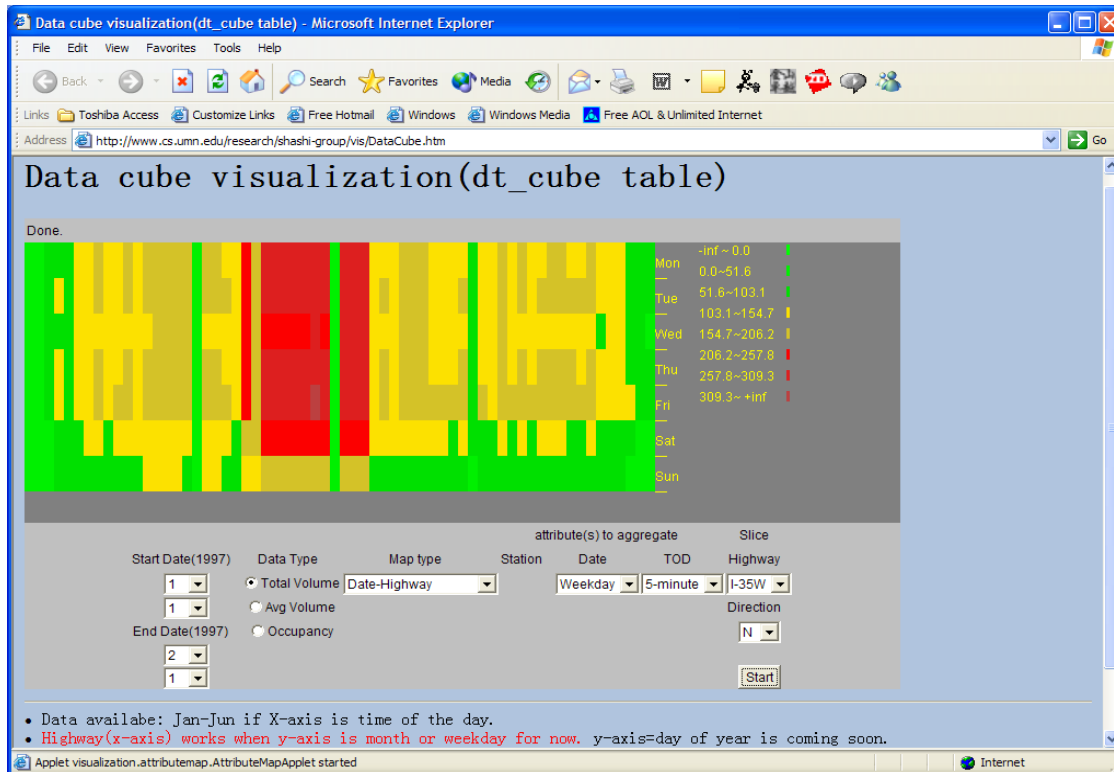 Data cube visualization(dt_cube table) - Microsoft Internet Explorer
File Edit View Favorites Tools Help
Back Search Favorites Media
Links Toshiba Access Customize Links Free Hotmail Windows Windows Media Free AOL & Unlimited Internet
Address http://www.cs.umn.edu/research/shashi-group/vis/DataCube.htm Go
Data cube visualization(dt_cube table)
Done.
Mon
Tue
Wed
Thu
Fri
Sat
Sun
-inf ~ 0.0
0.0~51.6
51.6~103.1
103.1~154.7
154.7~206.2
206.2~257.8
257.8~309.3
309.3~ +inf
attribute(s) to aggregate Slice
Start Date(1997) Data Type Map type Station Date TOD Highway
1 Total Volume Date-Highway Weekday 5-minute I-35W
1 Avg Volume Direction
End Date(1997) Occupancy N
2
1 Start
• Data availabe: Jan-Jun if X-axis is time of the day.
• Highway(x-axis) works when y-axis is month or weekday for now. y-axis=day of year is coming soon.
Applet visualization.attributemap.AttributeMapApplet started Internet